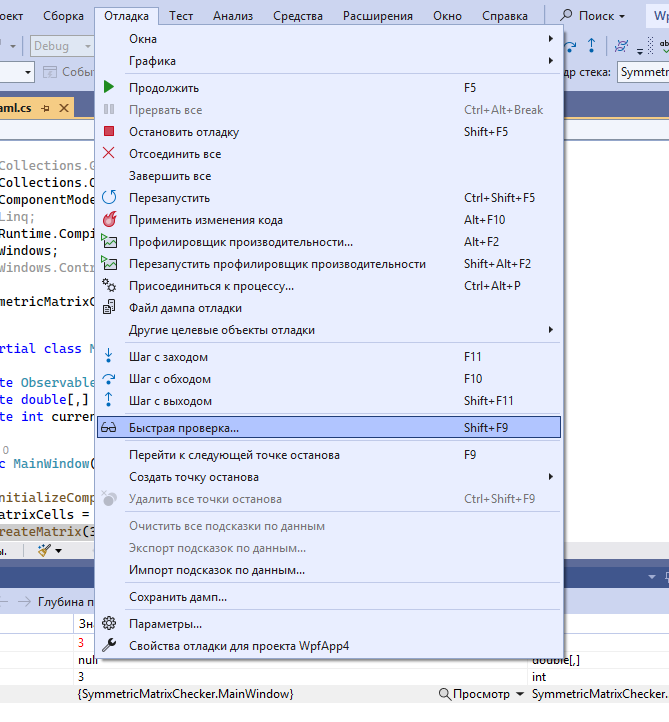 оект Сборка Отладка Тест Анализ Средства Расширения Окно Справка Поиск Wp
Debug
Собы
др стека: Symmetric
aml.cs
Окна
Графика
Продолжить F5
Прервать все Ctrl+Alt+Break
Остановить отладку Shift+F5
Отсоединить все
Завершить все
Перезапустить Ctrl+Shift+F5
Применить изменения кода Alt+F10
Профилировщик производительности... Alt+F2
Перезапустить профилировщик производительности Shift+Alt+F2
Присоединиться к процессу... Ctrl+Alt+P
Файл дампа отладки
Другие целевые объекты отладки
Шаг с заходом F11
Шаг с обходом F10
Шаг с выходом Shift+F11
Быстрая проверка... Shift+F9
Перейти к следующей точке останова F9
Создать точку останова
Удалить все точки останова Ctrl+Shift+F9
Очистить все подсказки по данным
Экспорт подсказок по данным...
Импорт подсказок по данным...
Сохранить дамп...
Параметры...
Свойства отладки для проекта WpfApp4
Collections.G
Collections.O
ComponentMode
Linq;
Runtime.Compi
Windows;
Windows.Contr
metricMatrixC
rtial class M
te Observable
te double[,]
te int curren
0
c MainWindow(
nitializeComp
atrixCells =
reateMatrix(3
ы.
Глубина п
Зна
3
null double[,]
3 int
{SymmetricMatrixChecker.MainWindow} Просмотр SymmetricMatrixChecker.